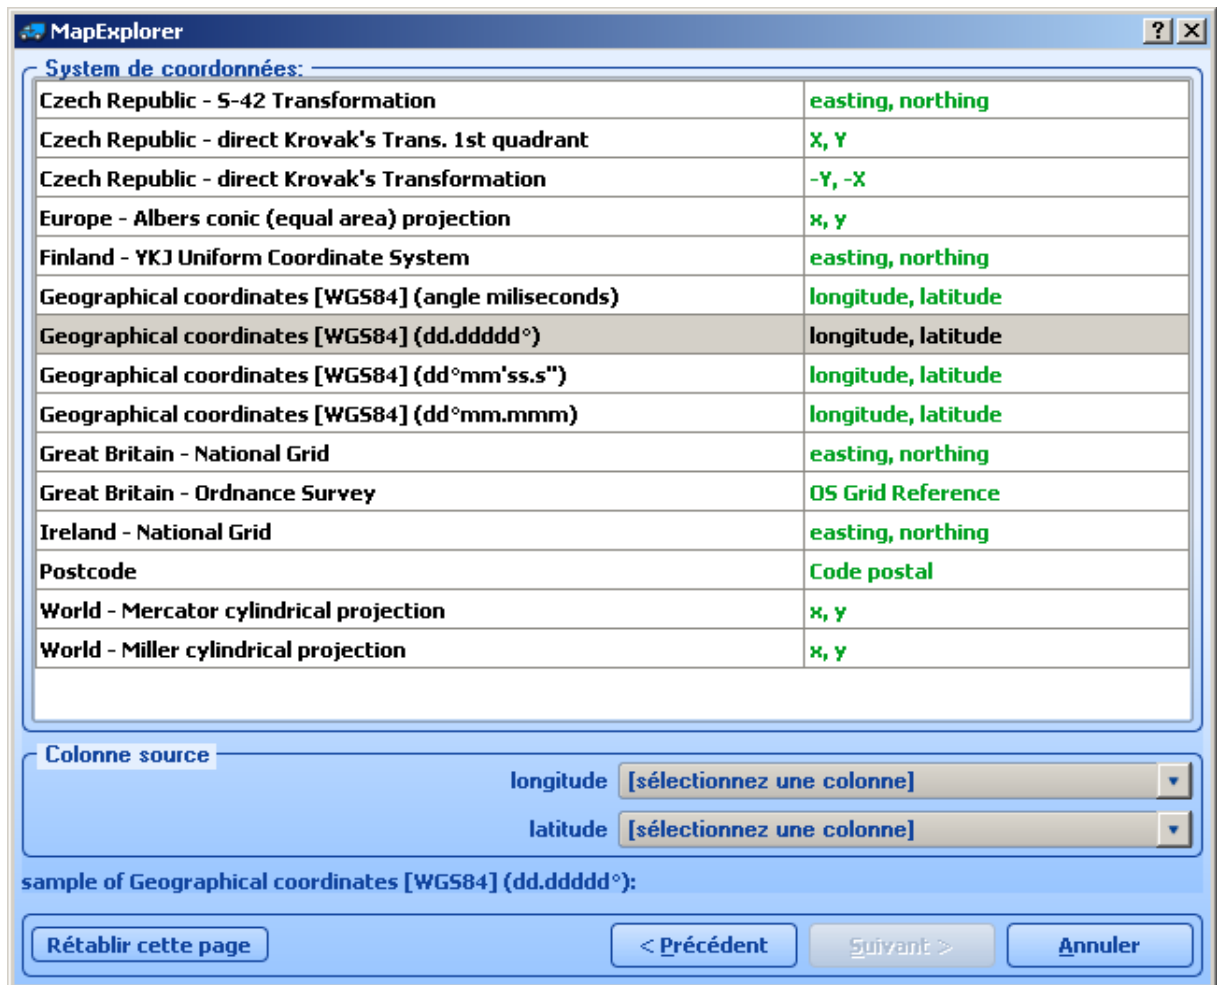 MapExplorer
System de coordonnées:
Czech Republic - S-42 Transformation easting, northing
Czech Republic - direct Krovak's Trans. 1st quadrant X, Y
Czech Republic - direct Krovak's Transformation -Y, -X
Europe - Albers conic (equal area) projection x, y
Finland - YKJ Uniform Coordinate System easting, northing
Geographical coordinates [WGS84] (angle miliseconds) longitude, latitude
Geographical coordinates [WGS84] (dd.ddddd°) longitude, latitude
Geographical coordinates [WGS84] (dd°mm'ss.s") longitude, latitude
Geographical coordinates [WGS84] (dd°mm.mmm) longitude, latitude
Great Britain - National Grid easting, northing
Great Britain - Ordnance Survey OS Grid Reference
Ireland - National Grid easting, northing
Postcode Code postal
World - Mercator cylindrical projection x, y
World - Miller cylindrical projection x, y
Colonne source
longitude [sélectionnez une colonne]
latitude [sélectionnez une colonne]
sample of Geographical coordinates [WGS84] (dd.ddddd°):
Rétablir cette page < Précédent Suivant > Annuler